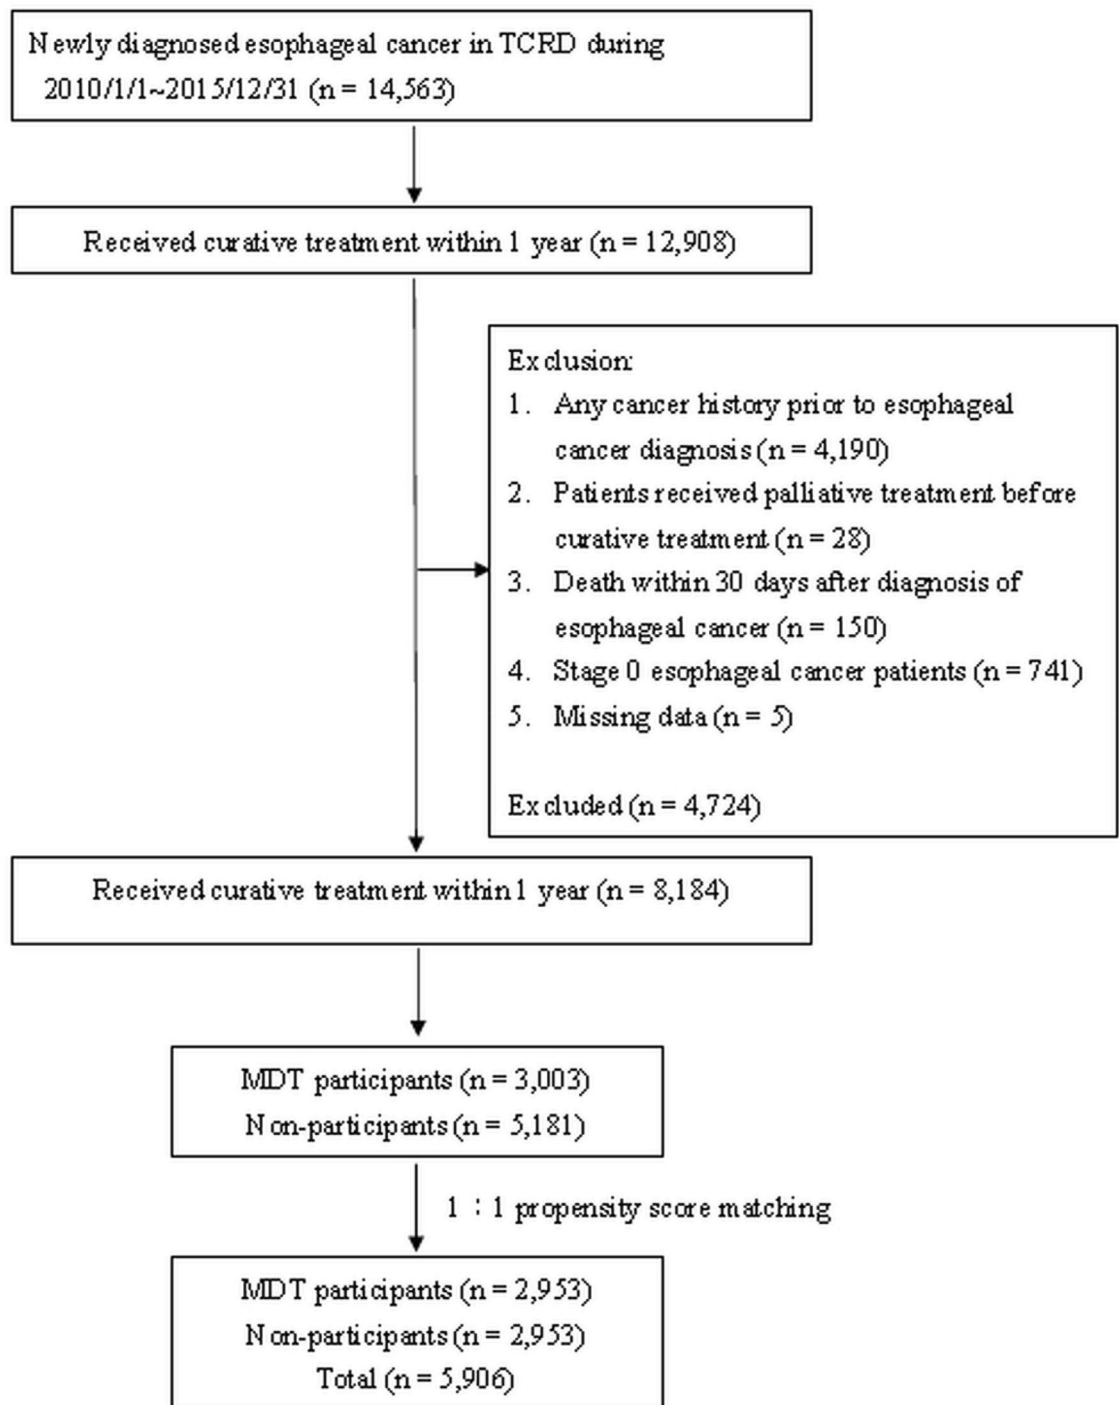 Newly diagnosed esophageal cancer in TCRD during
2010/1/1~2015/12/31 (n = 14,563)
Received curative treatment within 1 year (n = 12,908)
Exclusion:
1. Any cancer history prior to esophageal
cancer diagnosis (n = 4,190)
2. Patients received palliative treatment before
curative treatment (n = 28)
3. Death within 30 days after diagnosis of
esophageal cancer (n = 150)
4. Stage 0 esophageal cancer patients (n = 741)
5. Missing data (n = 5)
Excluded (n = 4,724)
Received curative treatment within 1 year (n = 8,184)
MDT participants (n = 3,003)
Non-participants (n = 5,181)
1：1 propensity score matching
MDT participants (n = 2,953)
Non-participants (n = 2,953)
Total (n = 5,906)